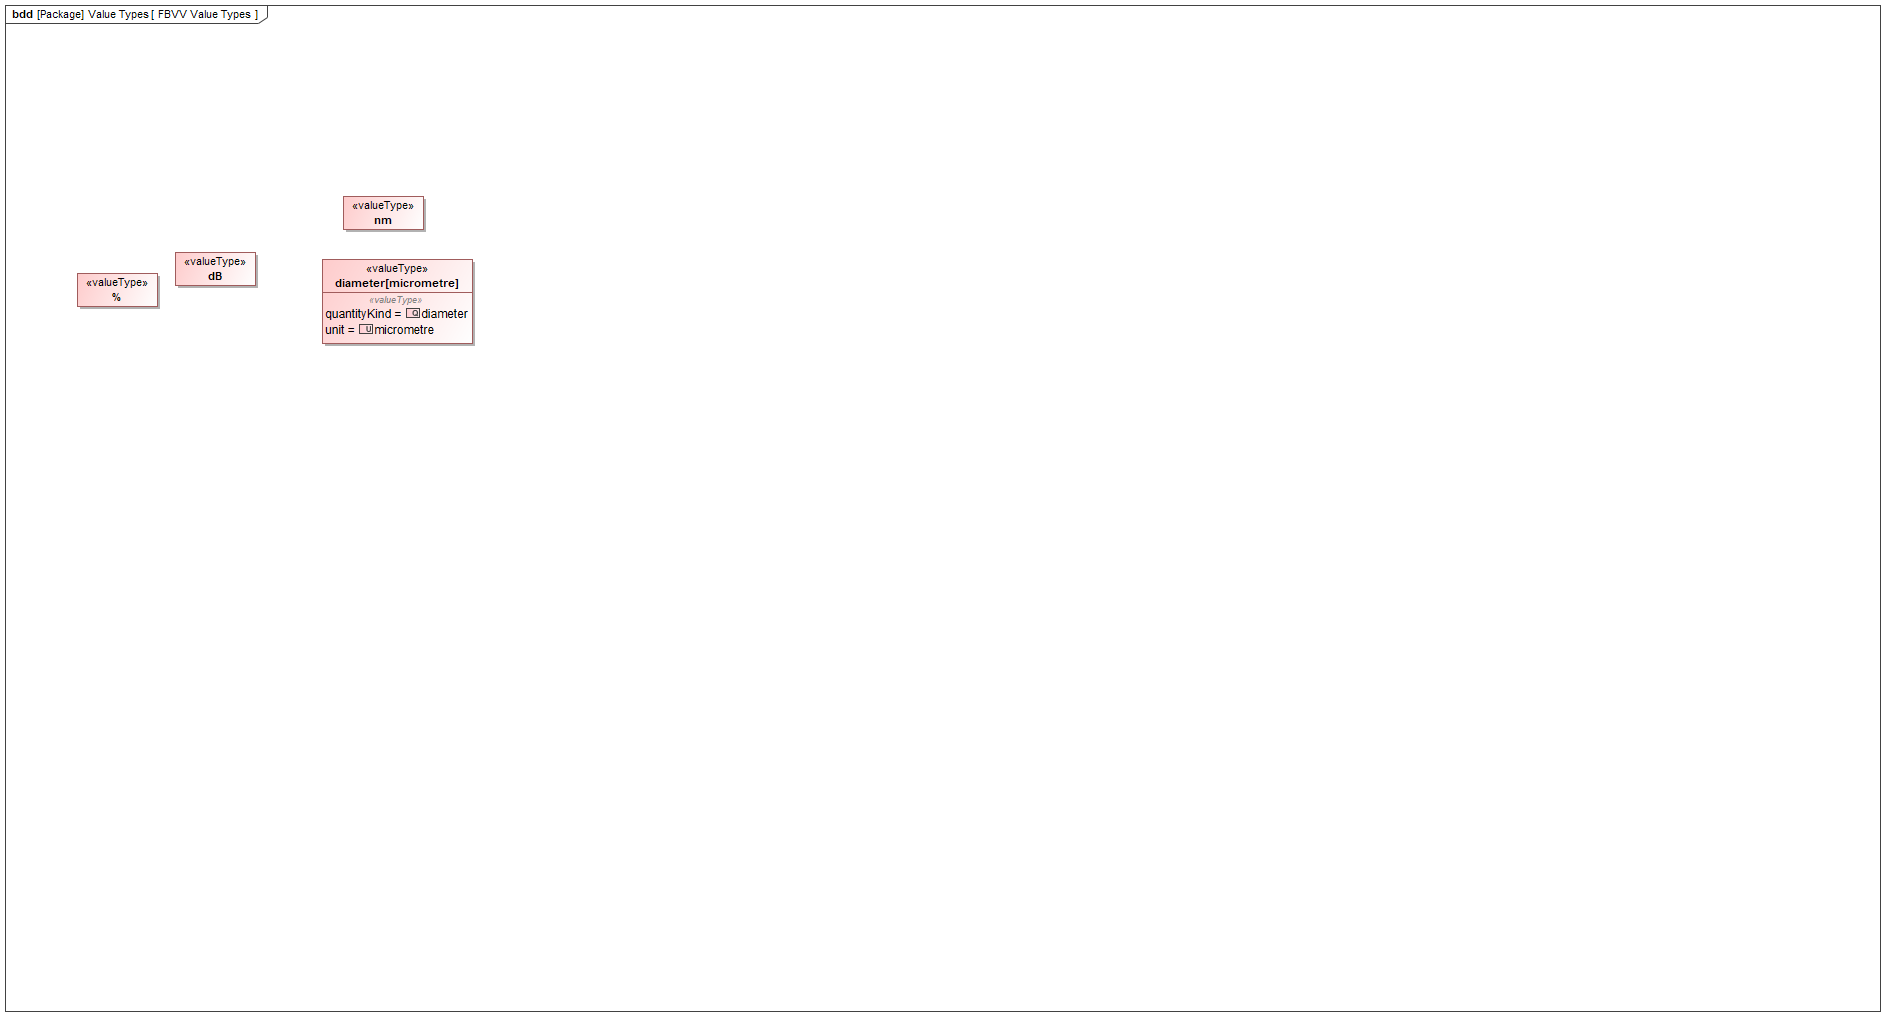 bdd [Package] Value Types [ FBVV Value Types ]
«valueType»
nm
«valueType»
dB
«valueType»
%
«valueType»
diameter[micrometre]
«valueType»
quantityKind = Q diameter
unit = U micrometre